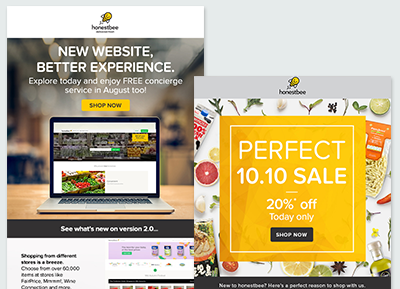 honestbee
NEW WEBSITE,
BETTER EXPERIENCE.
Explore today and enjoy FREE concierge
service in August too!
SHOP NOW
See what's new on version 2.0...
Shopping from different
stores is a breeze.
Choose from over 60,000
items at stores like
FairPrice, Mmmm!, Wine
Connection and more.
honestbee
PERFECT
10.10 SALE
20% off
Today only
SHOP NOW
New to honestbee? Here's a perfect reason to shop with us.